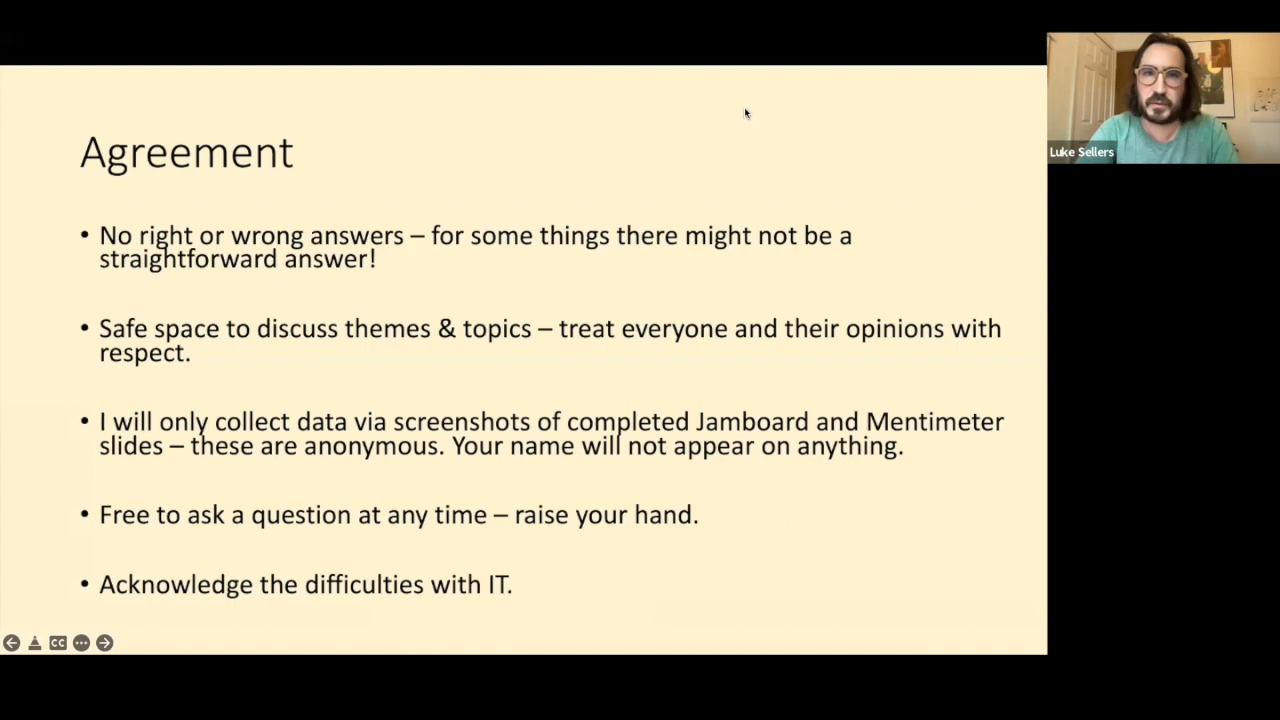 Agreement
• No right or wrong answers – for some things there might not be a
straightforward answer!
• Safe space to discuss themes & topics – treat everyone and their opinions with
respect.
• I will only collect data via screenshots of completed Jamboard and Mentimeter
slides – these are anonymous. Your name will not appear on anything.
• Free to ask a question at any time – raise your hand.
• Acknowledge the difficulties with IT.
CC
Luke Sellers